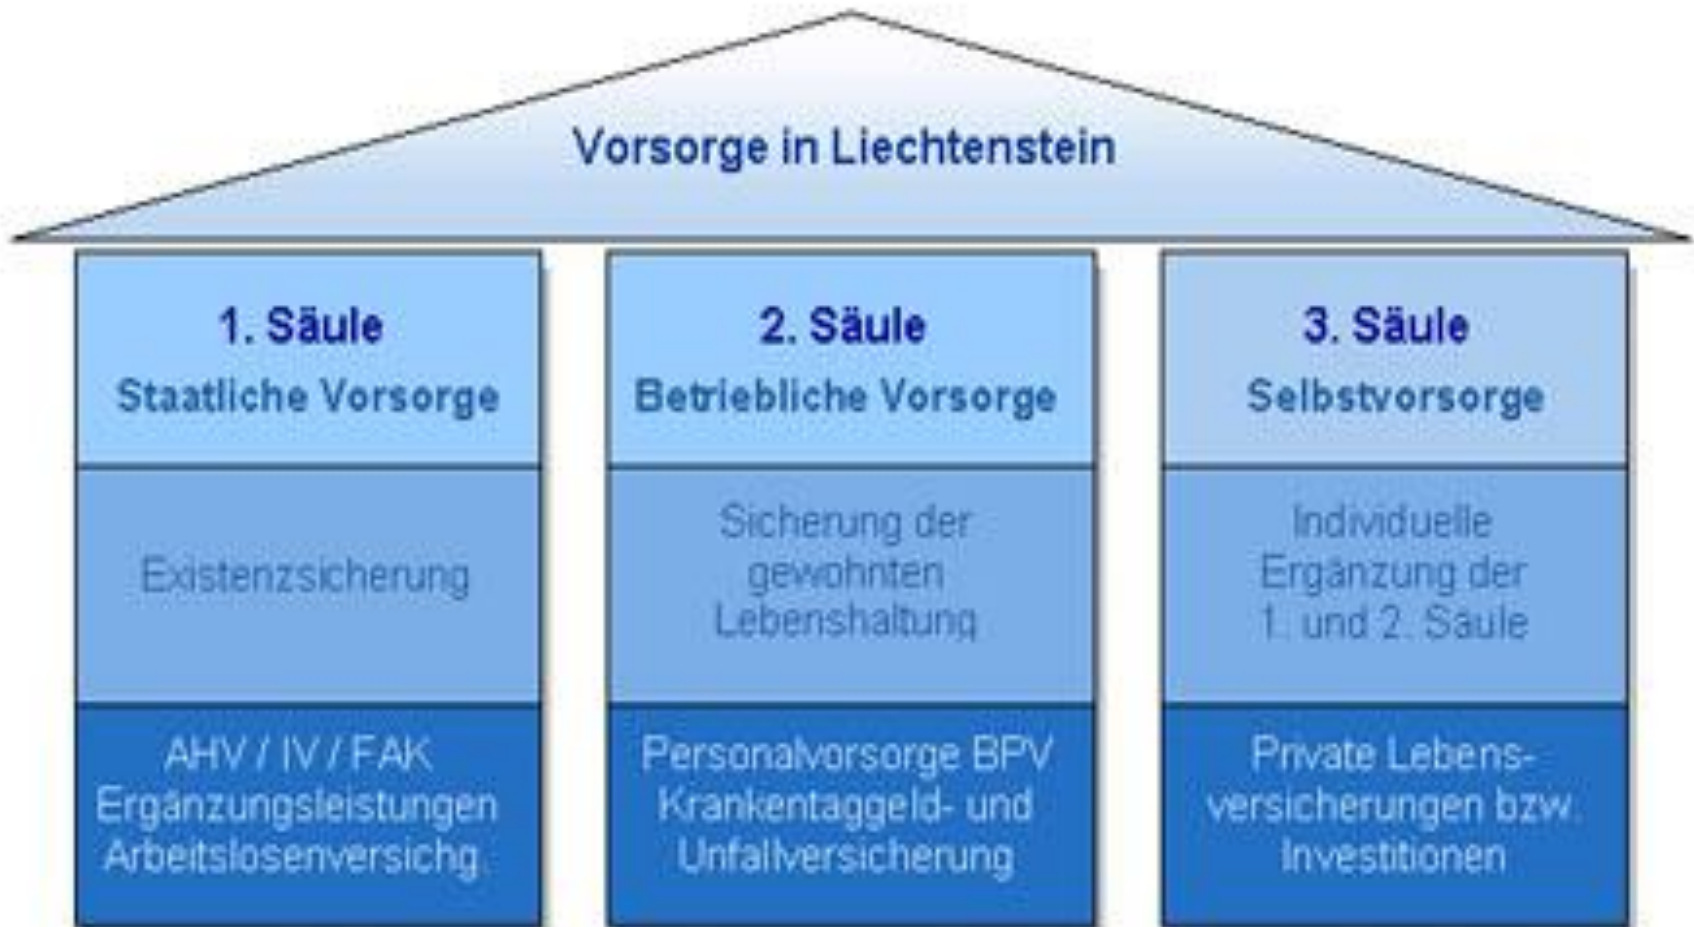 Vorsorge in Liechtenstein
1. Säule
Staatliche Vorsorge
Existenzsicherung
AHV / IV / FAK
Ergänzungsleistungen
Arbeitslosenversichg.
2. Säule
Betriebliche Vorsorge
Sicherung der
gewohnten
Lebenshaltung
Personalvorsorge BPV
Krankentaggeld- und
Unfallversicherung
3. Säule
Selbstvorsorge
Individuelle
Ergänzung der
1. und 2. Säule
Private Lebens-
versicherungen bzw.
Investitionen